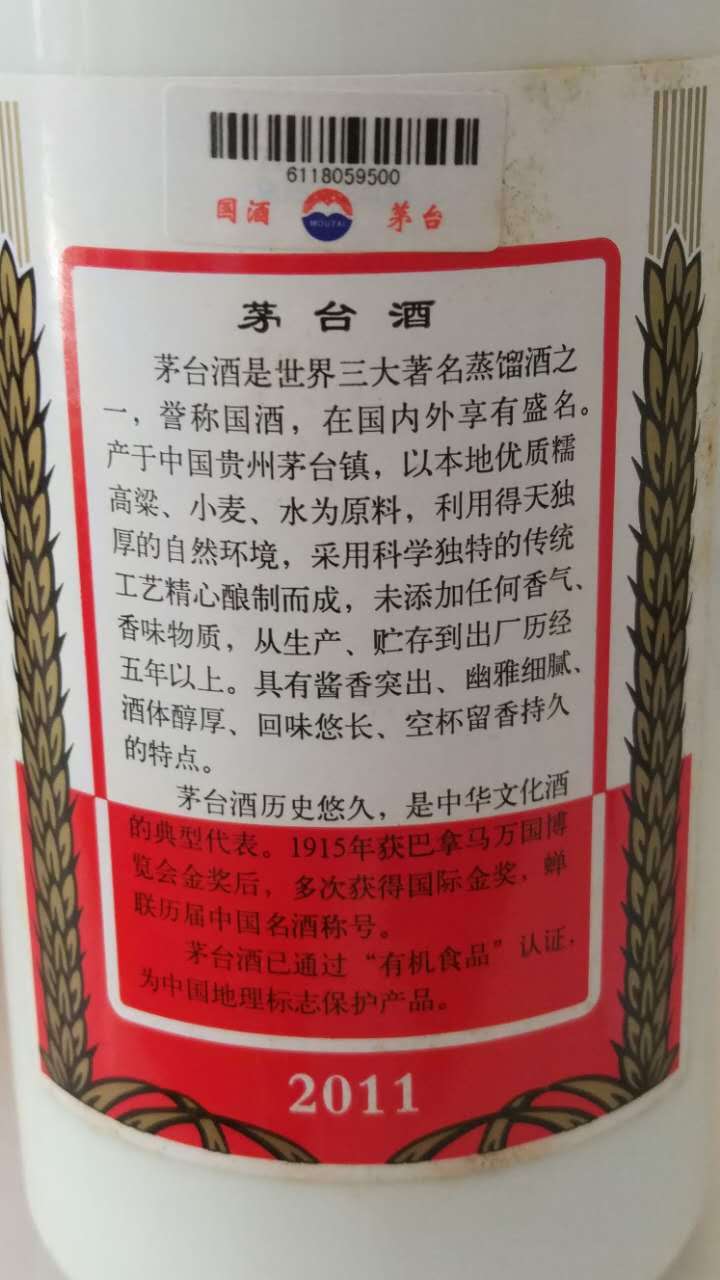 6118059500
国酒 MOUTAI 茅台
茅台酒
茅台酒是世界三大著名蒸馏酒之
一，誉称国酒，在国内外享有盛名。
产于中国贵州茅台镇，以本地优质糯
高粱、小麦、水为原料，利用得天独
厚的自然环境，采用科学独特的传统
工艺精心酿制而成，未添加任何香气、
香味物质，从生产、贮存到出厂历经
五年以上。具有酱香突出、幽雅细腻、
酒体醇厚、回味悠长、空杯留香持久
的特点。
茅台酒历史悠久，是中华文化酒
的典型代表。1915年获巴拿马万国博
览会金奖后，多次获得国际金奖，蝉
联历届中国名酒称号。
茅台酒已通过“有机食品”认证，
为中国地理标志保护产品。
2011